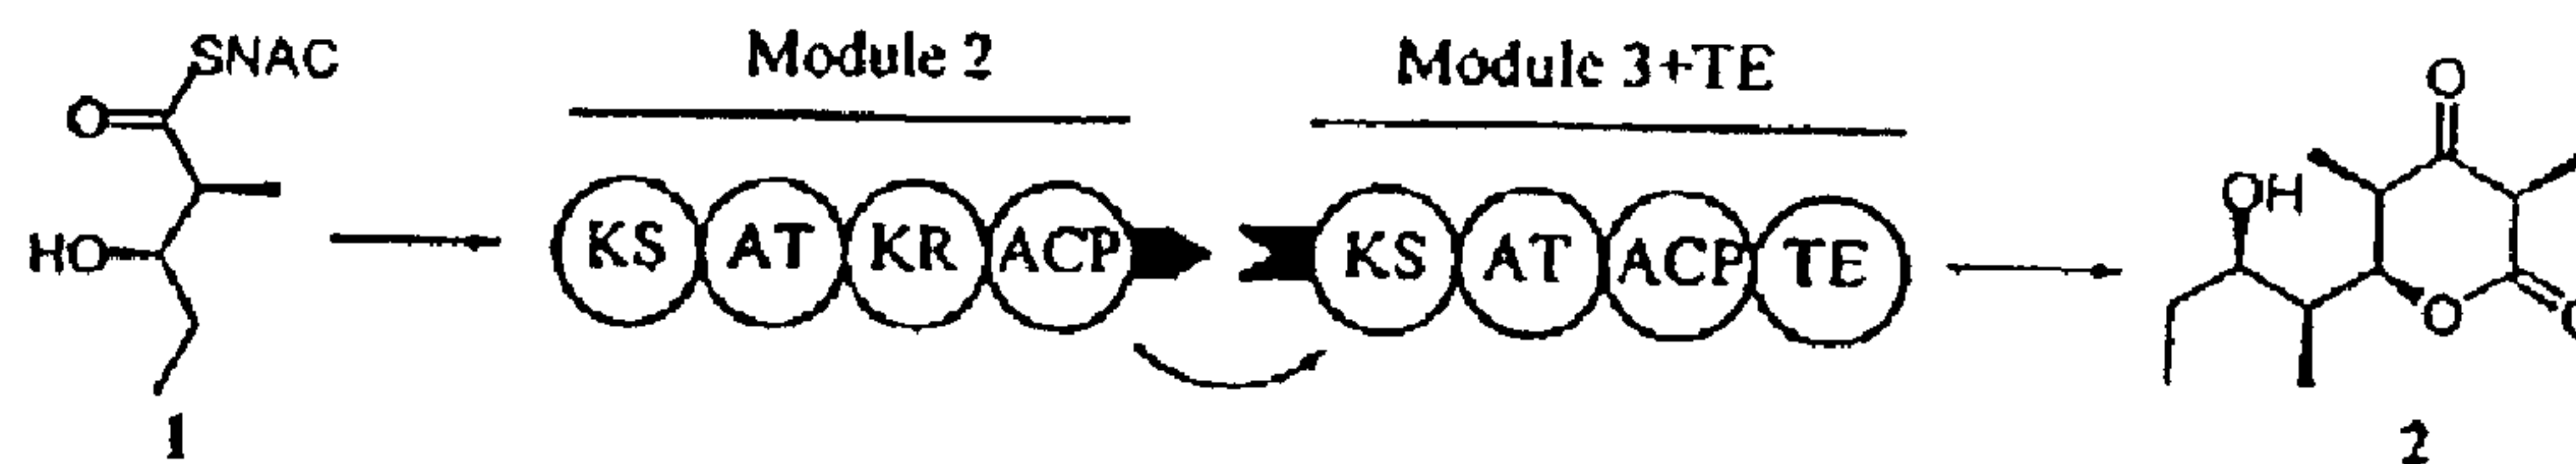 SNAC
Module 2
Module 3+TE
O
O
OH
HO
KS AT KR ACP
KS AT ACP TE
O
O
1
2